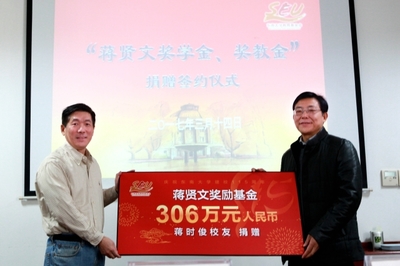 “蒋贤文奖学金、奖教金”
捐赠签约仪式
蒋贤文奖励基金
306万元人民币
蒋时俊校友 捐赠